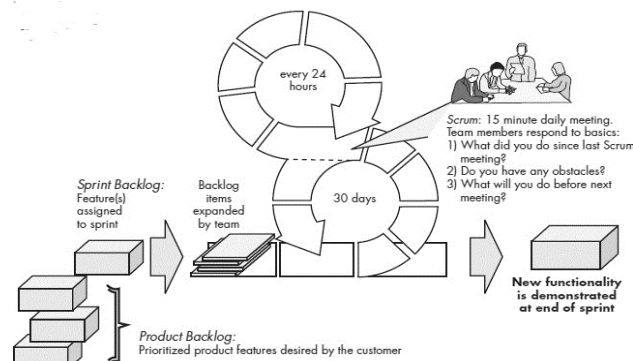 every 24
hours
Scrum: 15 minute daily meeting.
Team members respond to basics:
1) What did you do since last Scrum
meeting?
2) Do you have any obstacles?
3) What will you do before next
meeting?
Sprint Backlog:
Feature(s)
assigned
to sprint
Backlog
items
expanded
by team
30 days
New functionality
is demonstrated
at end of sprint
Product Backlog:
Prioritized product features desired by the customer